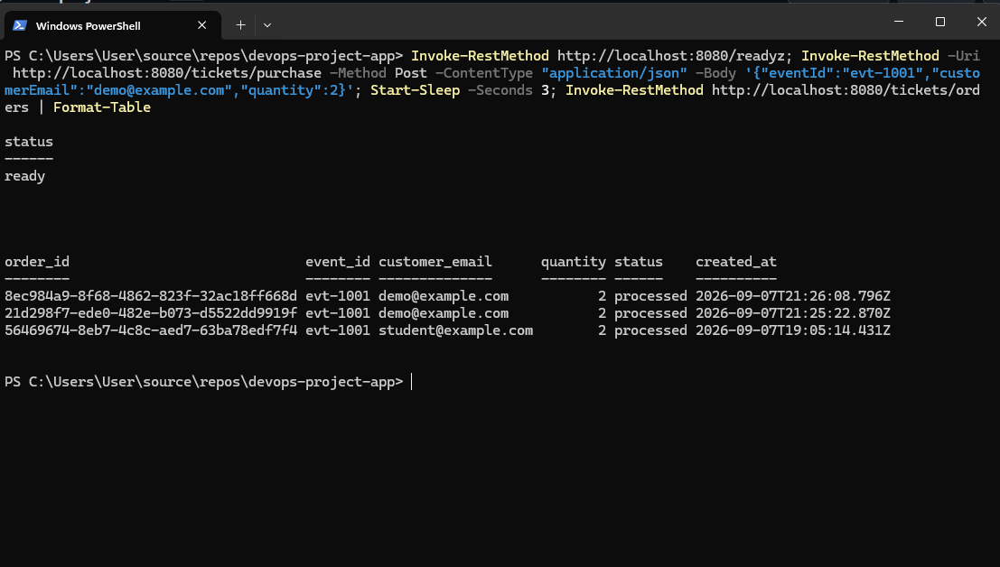 Windows PowerShell
PS C:\Users\User\source\repos\devops-project-app> Invoke-RestMethod http://localhost:8080/readyz; Invoke-RestMethod -Uri
 http://localhost:8080/tickets/purchase -Method Post -ContentType "application/json" -Body '{"eventId":"evt-1001","custo
merEmail":"demo@example.com","quantity":2}'; Start-Sleep -Seconds 3; Invoke-RestMethod http://localhost:8080/tickets/ord
ers | Format-Table
status
------
ready
order_id                             event_id customer_email      quantity status    created_at
--------                             -------- --------------      -------- ------    ----------
8ec984a9-8f68-4862-823f-32ac18ff668d evt-1001 demo@example.com           2 processed 2026-09-07T21:26:08.796Z
21d298f7-ede0-482e-b073-d5522dd9919f evt-1001 demo@example.com           2 processed 2026-09-07T21:25:22.870Z
56469674-8eb7-4c8c-aed7-63ba78edf7f4 evt-1001 student@example.com        2 processed 2026-09-07T19:05:14.431Z
PS C:\Users\User\source\repos\devops-project-app>